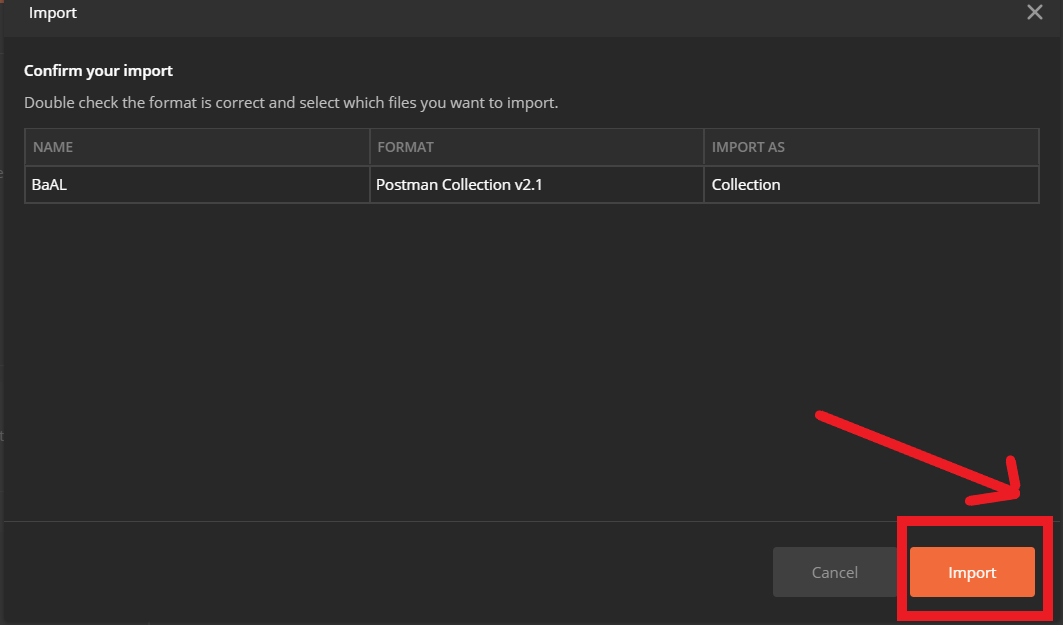 Import
Confirm your import
Double check the format is correct and select which files you want to import.
NAME FORMAT IMPORT AS
BaAL Postman Collection v2.1 Collection
Cancel Import